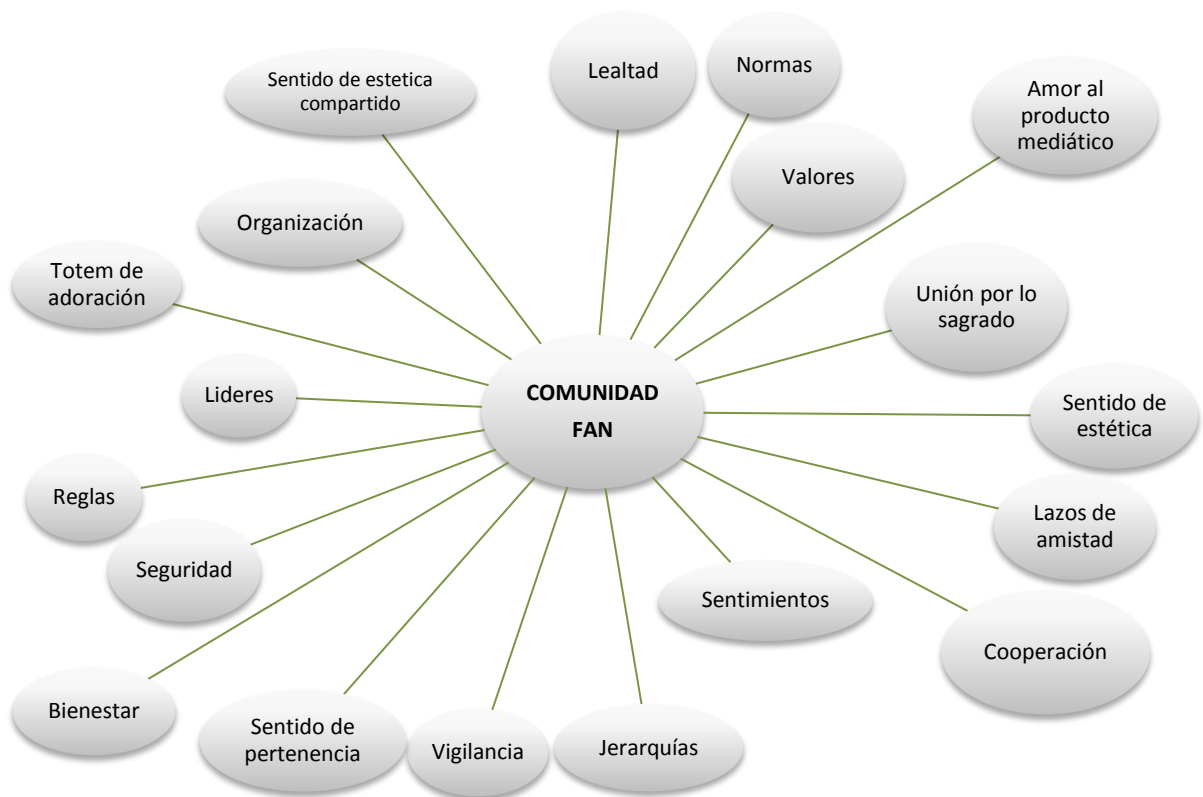 Lealtad
Normas
Sentido de estetica
compartido
Amor al
producto
mediático
Valores
Organización
Totem de
adoración
Unión por lo
sagrado
Lideres
COMUNIDAD
FAN
Sentido de
estética
Reglas
Lazos de
amistad
Seguridad
Sentimientos
Cooperación
Bienestar
Sentido de
pertenencia
Vigilancia
Jerarquías